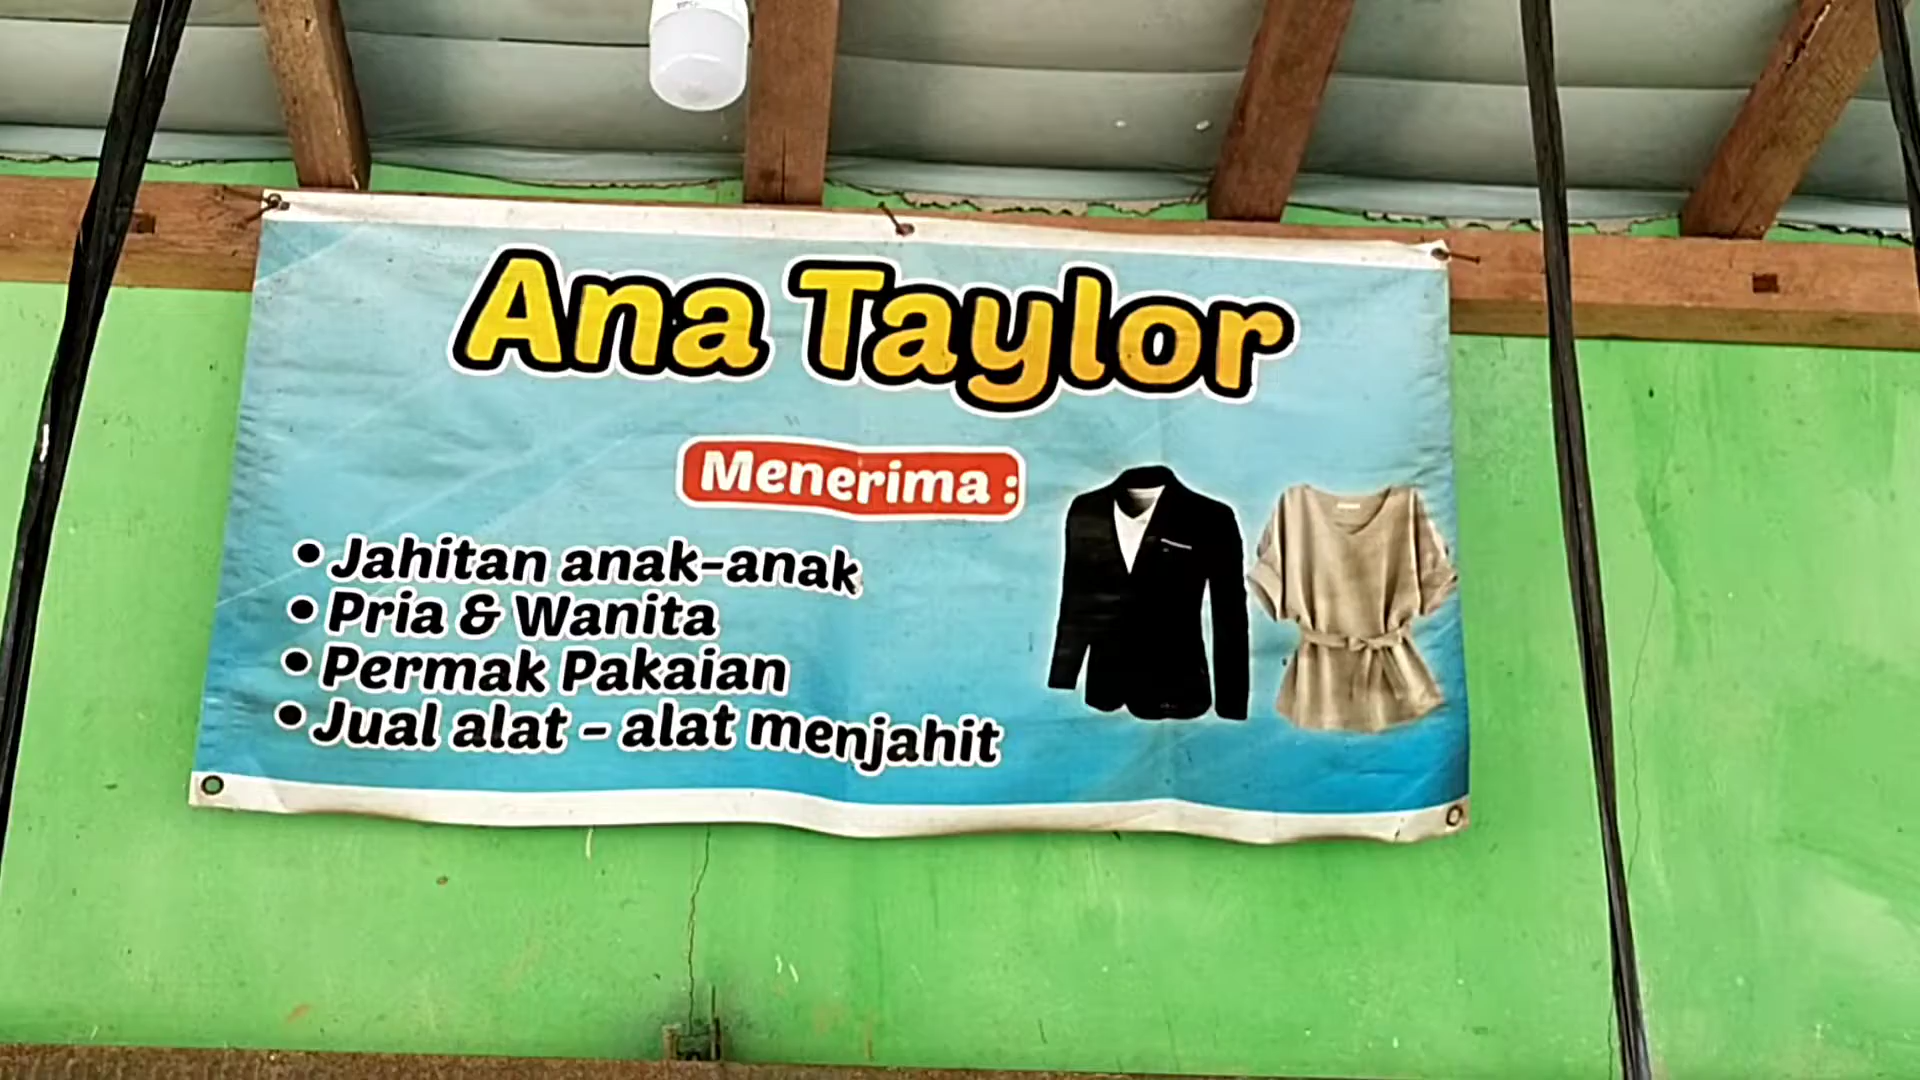 Ana Taylor
Menerima :
• Jahitan anak-anak
• Pria & Wanita
• Permak Pakaian
• Jual alat - alat menjahit